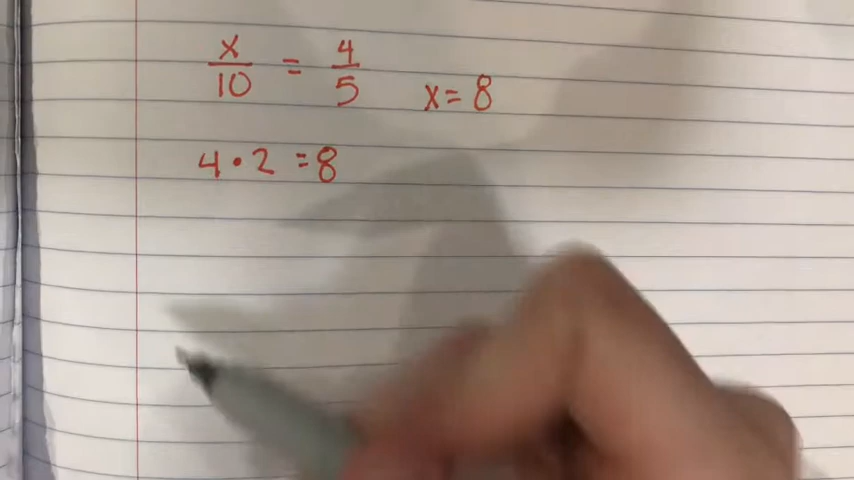 x/10 = 4/5 x = 8
4 • 2 = 8